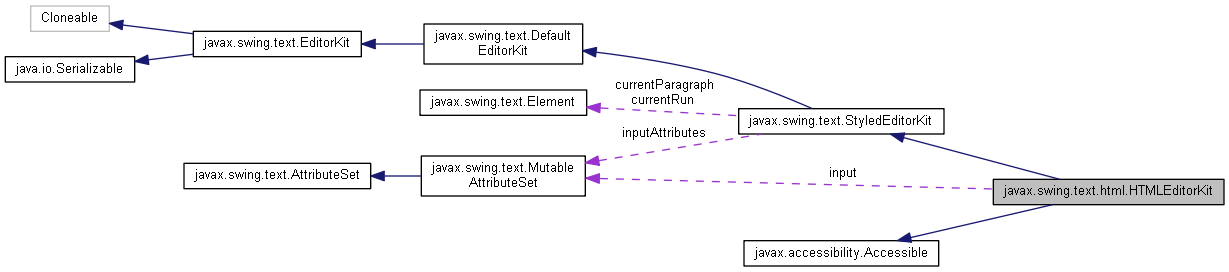 Cloneable
javax.swing.text.EditorKit
java.io.Serializable
javax.swing.text.Default
EditorKit
currentParagraph
currentRun
javax.swing.text.Element
javax.swing.text.StyledEditorKit
inputAttributes
javax.swing.text.AttributeSet
javax.swing.text.Mutable
AttributeSet
input
javax.swing.text.html.HTMLEditorKit
javax.accessibility.Accessible